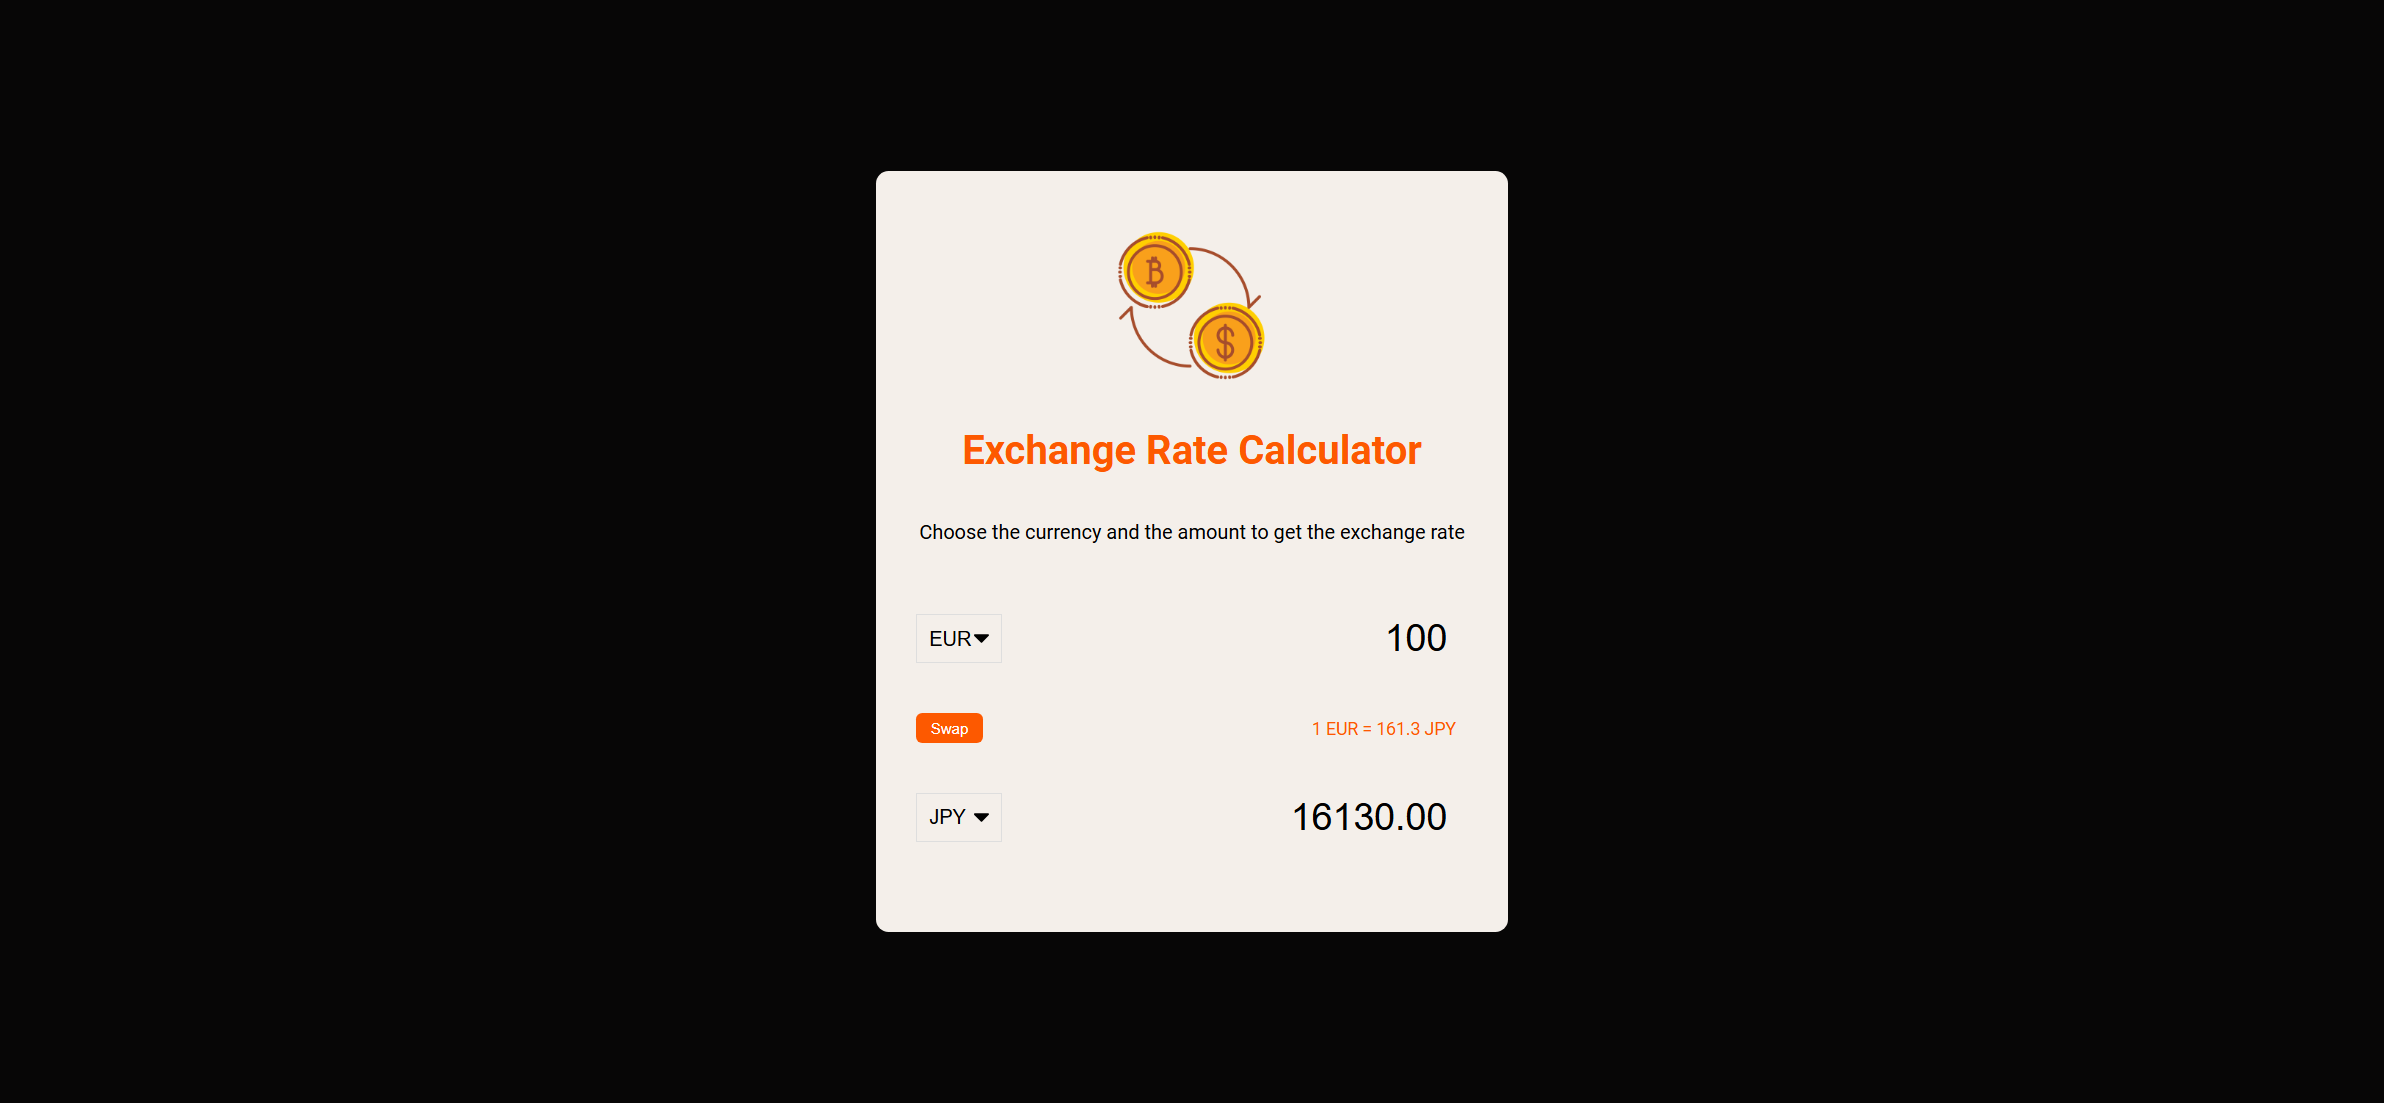 ₿
$
Exchange Rate Calculator
Choose the currency and the amount to get the exchange rate
EUR 100
Swap 1 EUR = 161.3 JPY
JPY 16130.00